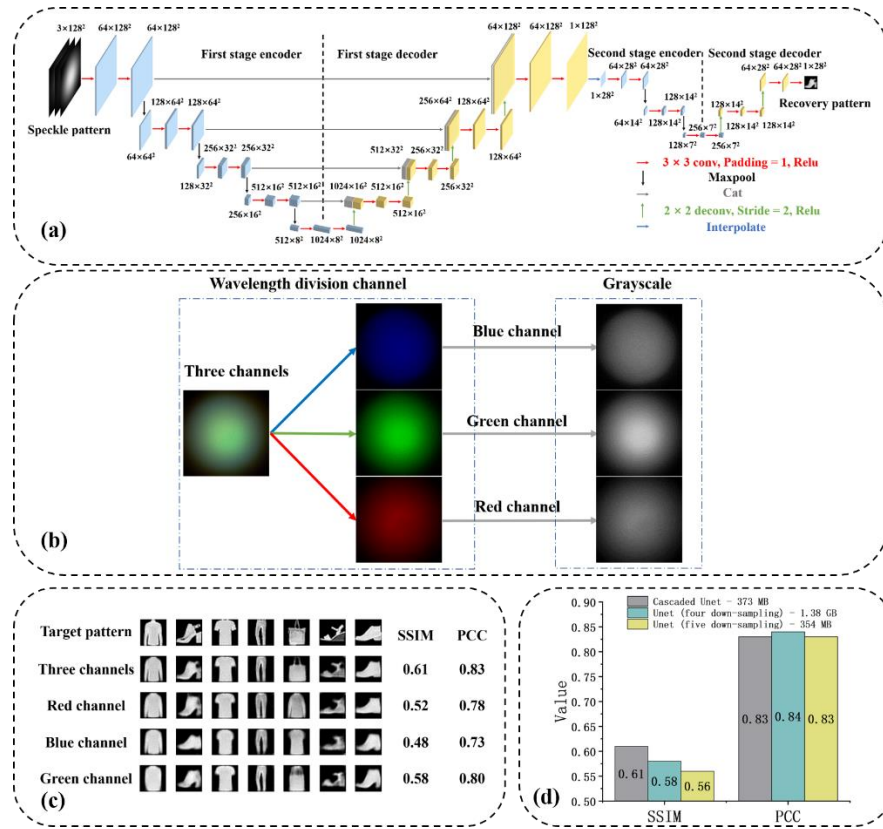 3×128² 64×128² 64×128²
64×128² 64×128² 1×128²
First stage encoder First stage decoder
Second stage encoder Second stage decoder
64×28² 64×28²
64×28² 64×28² 1×28²
1×28²
128×64² 128×64²
256×64² 128×64²
128×14²
128×14²
Speckle pattern
Recovery pattern
64×64²
256×32² 256×32²
512×32² 256×32²
128×64²
64×14² 128×14²
256×7²
128×14² 128×14²
128×7² 256×7²
128×32²
512×16² 512×16² 1024×16² 512×16²
256×32²
256×16²
512×16²
512×8² 1024×8² 1024×8²
3 × 3 conv, Padding = 1, Relu
Maxpool
Cat
2 × 2 deconv, Stride = 2, Relu
Interpolate
(a)
Wavelength division channel Grayscale
Three channels
Blue channel
Green channel
Red channel
(b)
Target pattern SSIM PCC
Three channels 0.61 0.83
Red channel 0.52 0.78
Blue channel 0.48 0.73
Green channel 0.58 0.80
(c)
Cascaded Unet - 373 MB
Unet (four down-sampling) - 1.38 GB
Unet (five down-sampling) - 354 MB
Value
0.90
0.85
0.80
0.75
0.70
0.65
0.60
0.55
0.50
0.61 0.58 0.56
0.83 0.84 0.83
SSIM PCC
(d)